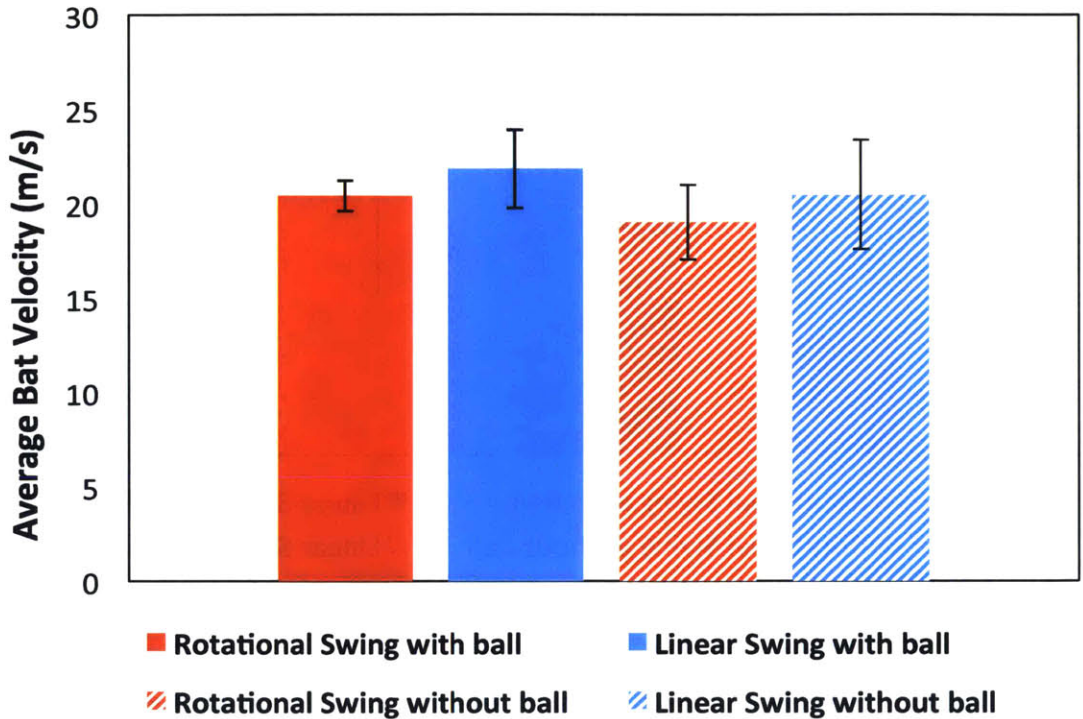 30
25
20
15
10
5
0
Average Bat Velocity (m/s)
Rotational Swing with ball
Linear Swing with ball
Rotational Swing without ball
Linear Swing without ball